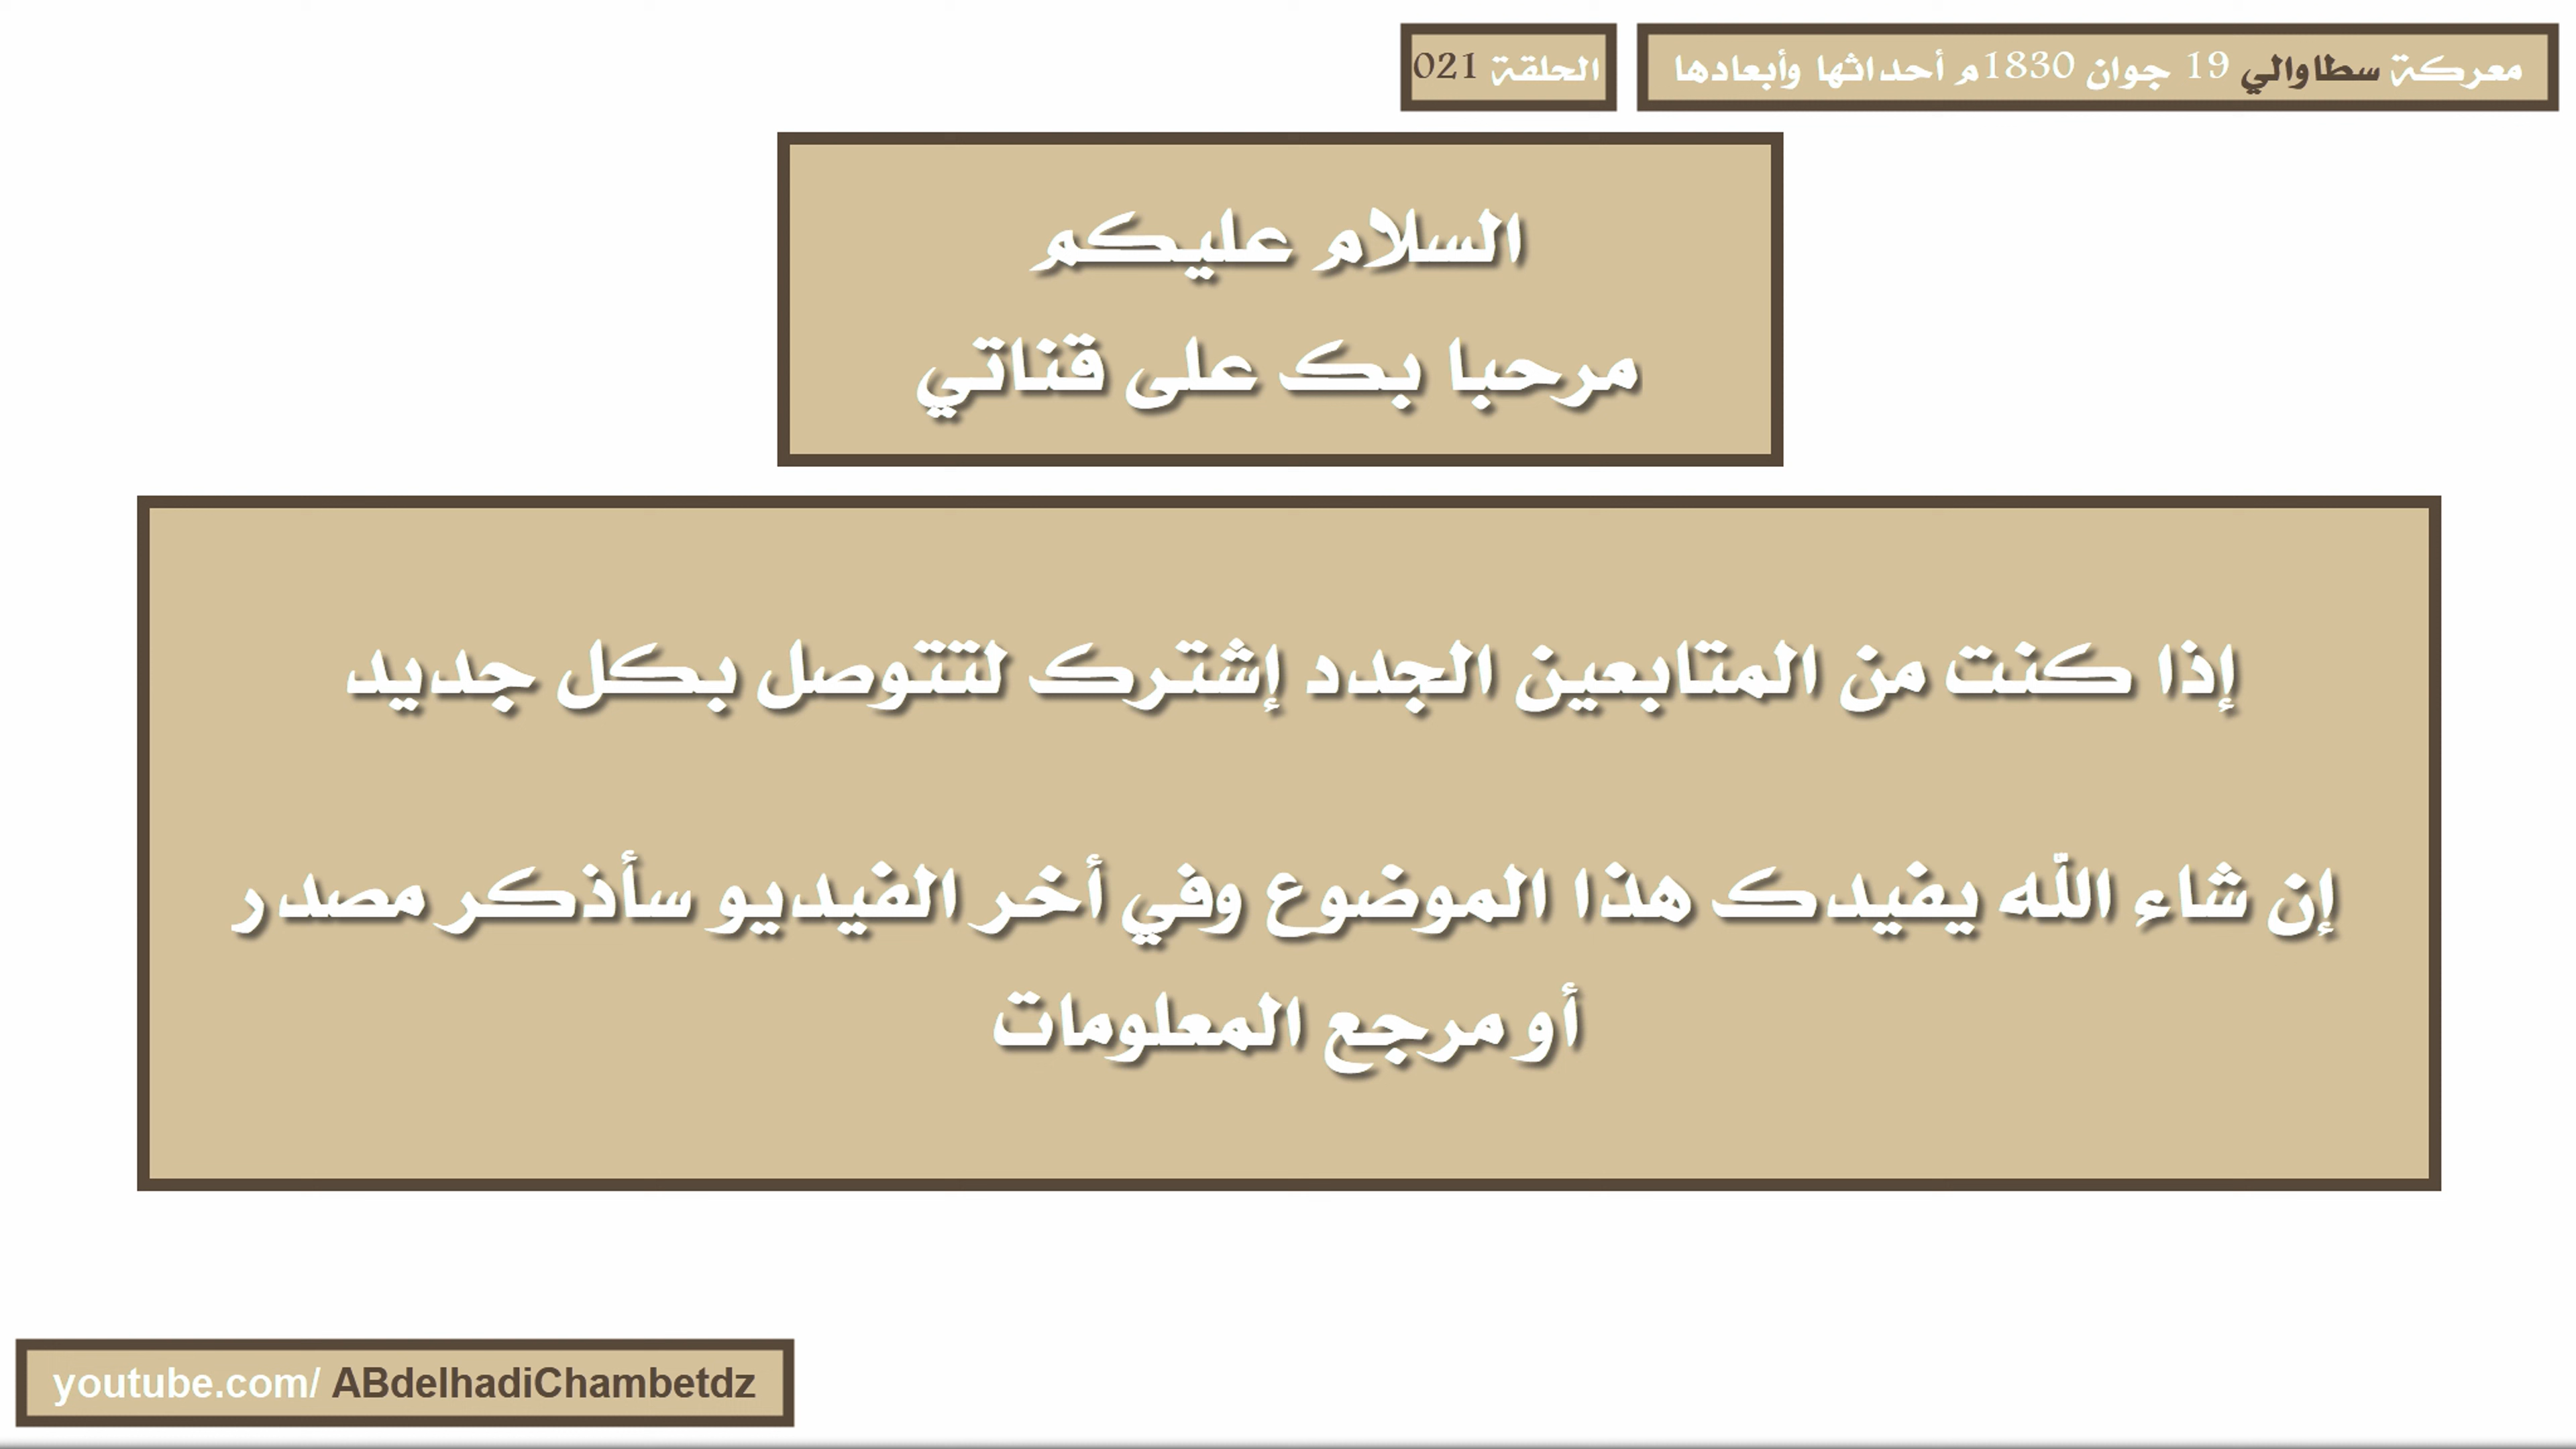 معركة سطاوالي 19 جوان 1830م أحداثها وأبعادها
الحلقة 021
السلام عليكم
مرحبا بك على قناتي
إذا كنت من المتابعين الجدد إشترك لتتوصل بكل جديد
إن شاء الله يفيدك هذا الموضوع وفي أخر الفيديو سأذكر مصدر
أو مرجع المعلومات
youtube.com/ ABdelhadiChambetdz